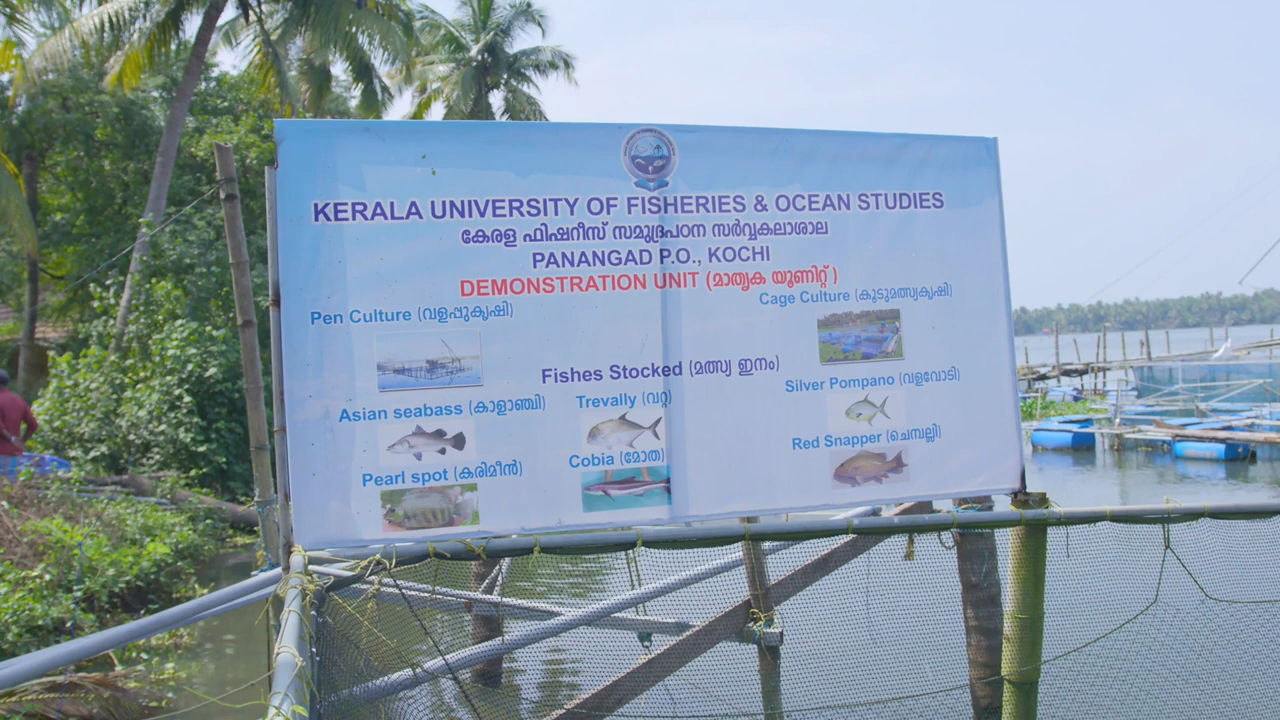 KERALA UNIVERSITY OF FISHERIES & OCEAN STUDIES
കേരള ഫിഷറീസ് സമുദ്രപഠന സർവ്വകലാശാല
PANANGAD P.O., KOCHI
DEMONSTRATION UNIT (മാതൃക യൂണിറ്റ് )
Pen Culture (വളപ്പുകൃഷി)
Cage Culture (കൂടുമത്സ്യകൃഷി)
Fishes Stocked (മത്സ്യ ഇനം)
Asian seabass (കാളാഞ്ചി)
Trevally (വറ്റ)
Silver Pompano (വളവോടി)
Pearl spot (കരിമീൻ)
Cobia (മോത)
Red Snapper (ചെമ്പല്ലി)